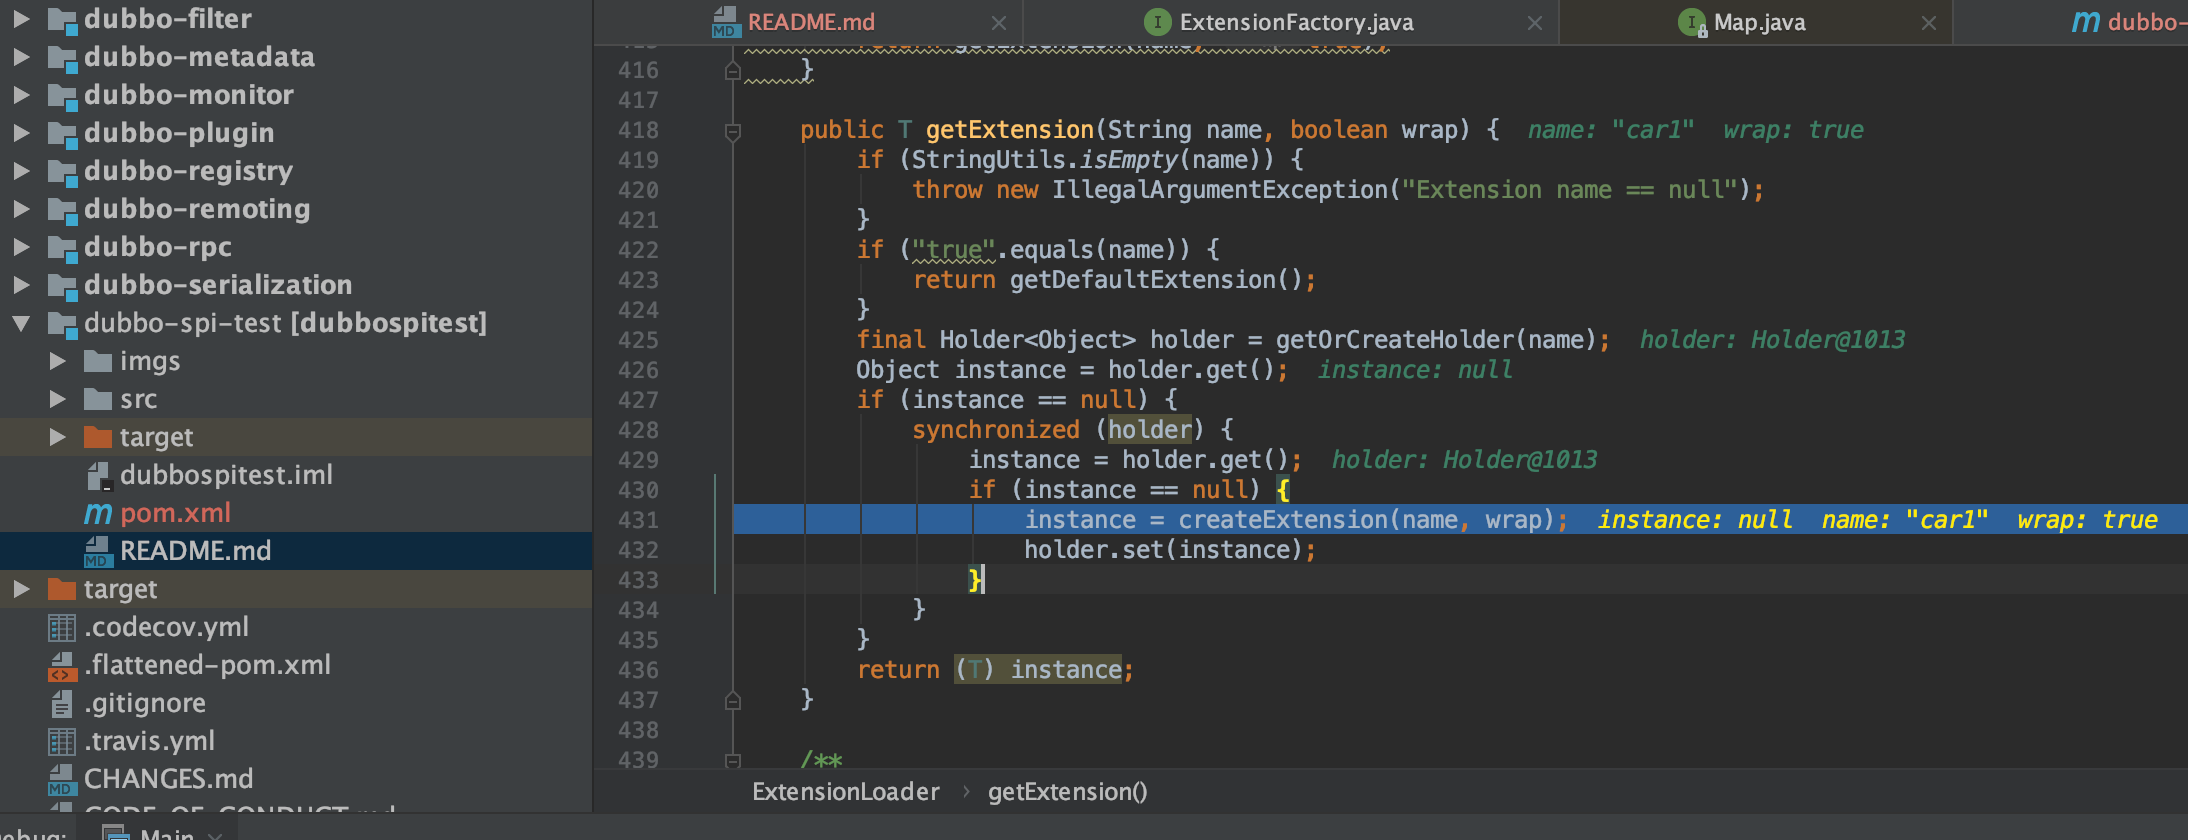 dubbo-filter
dubbo-metadata
dubbo-monitor
dubbo-plugin
dubbo-registry
dubbo-remoting
dubbo-rpc
dubbo-serialization
dubbo-spi-test [dubbospitest]
imgs
src
target
dubbospitest.iml
pom.xml
README.md
target
.codecov.yml
.flattened-pom.xml
.gitignore
.travis.yml
CHANGES.md
README.md
ExtensionFactory.java
Map.java
dubbo-
416 }
417
418 public T getExtension(String name, boolean wrap) { name: "car1" wrap: true
419 if (StringUtils.isEmpty(name)) {
420 throw new IllegalArgumentException("Extension name == null");
421 }
422 if ("true".equals(name)) {
423 return getDefaultExtension();
424 }
425 final Holder<Object> holder = getOrCreateHolder(name); holder: Holder@1013
426 Object instance = holder.get(); instance: null
427 if (instance == null) {
428 synchronized (holder) {
429 instance = holder.get(); holder: Holder@1013
430 if (instance == null) {
431 instance = createExtension(name, wrap); instance: null name: "car1" wrap: true
432 holder.set(instance);
433 }
434 }
435 }
436 return (T) instance;
437 }
438
439 /**
ExtensionLoader › getExtension()
Main